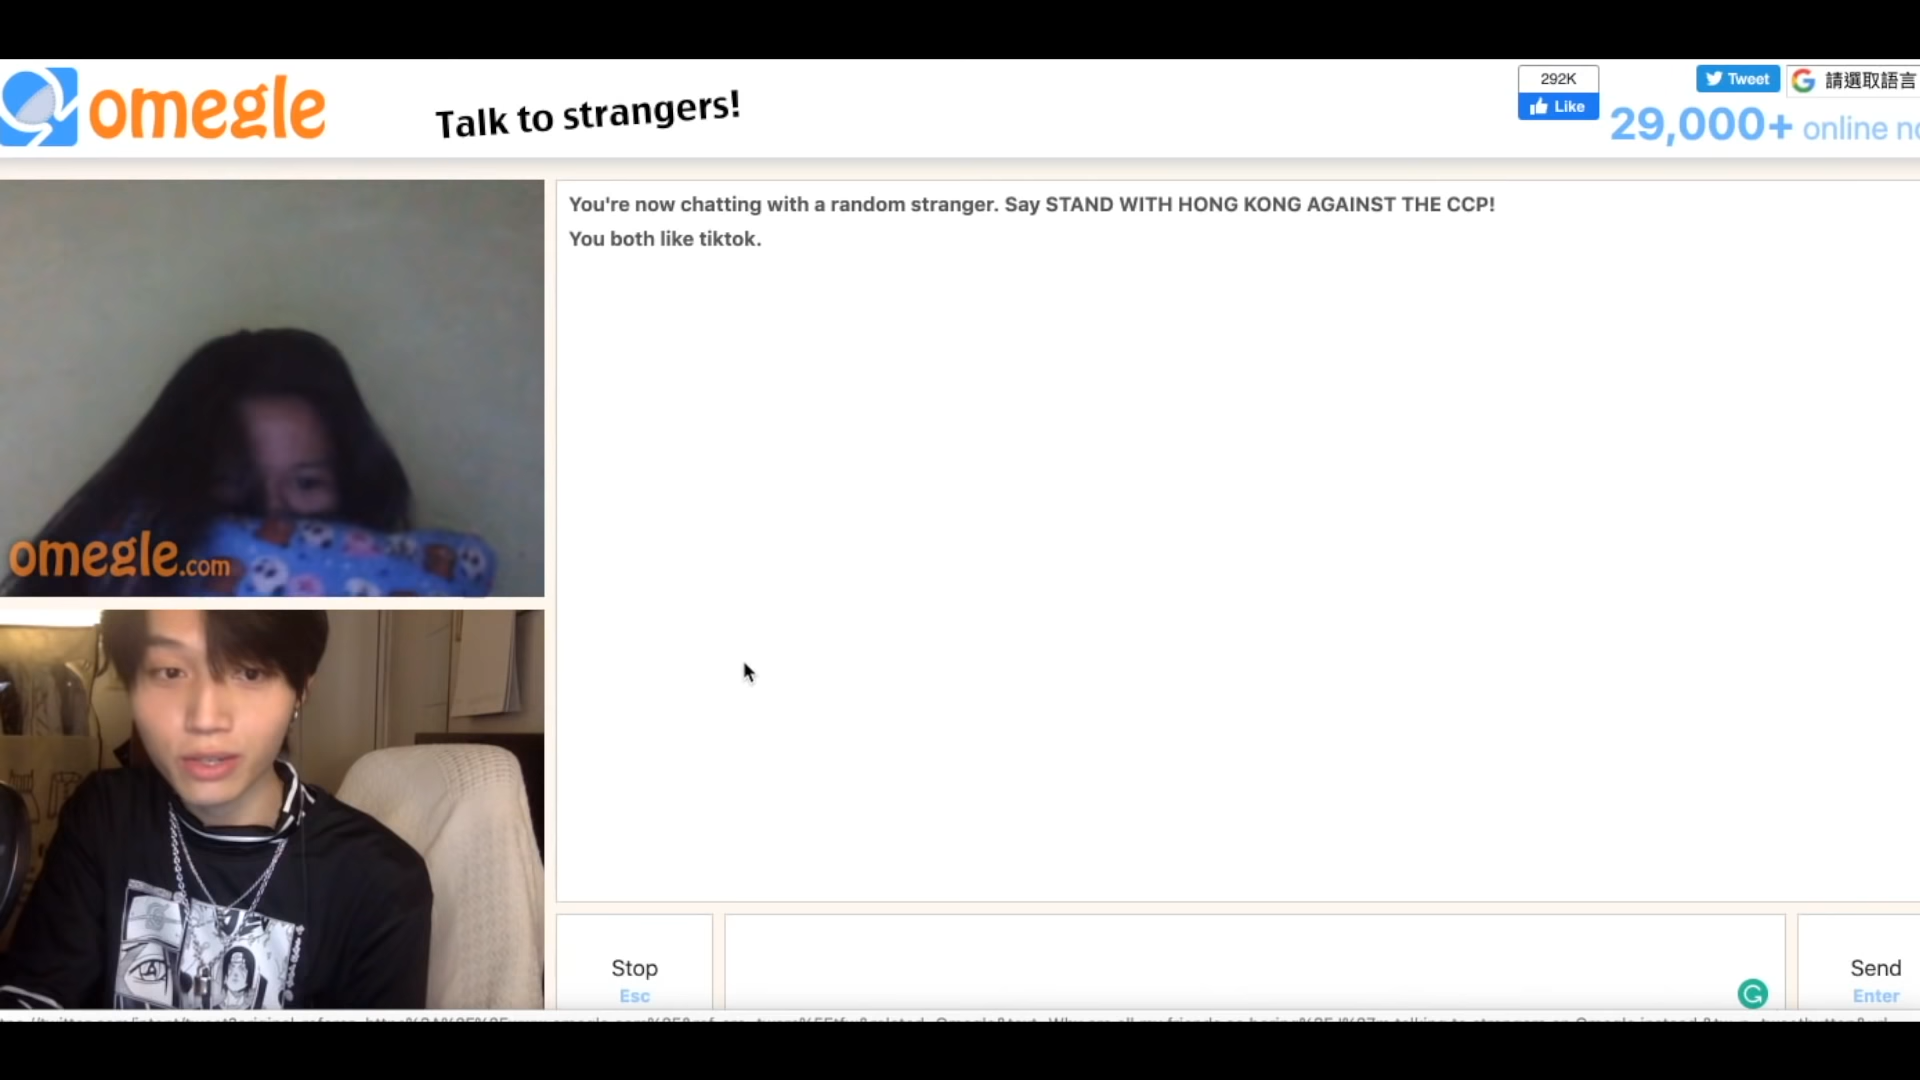 omegle
Talk to strangers!
292K
Like
Tweet
請選取語言
29,000+ online
You're now chatting with a random stranger. Say STAND WITH HONG KONG AGAINST THE CCP!
You both like tiktok.
omegle.com
Stop
Esc
Send
Enter